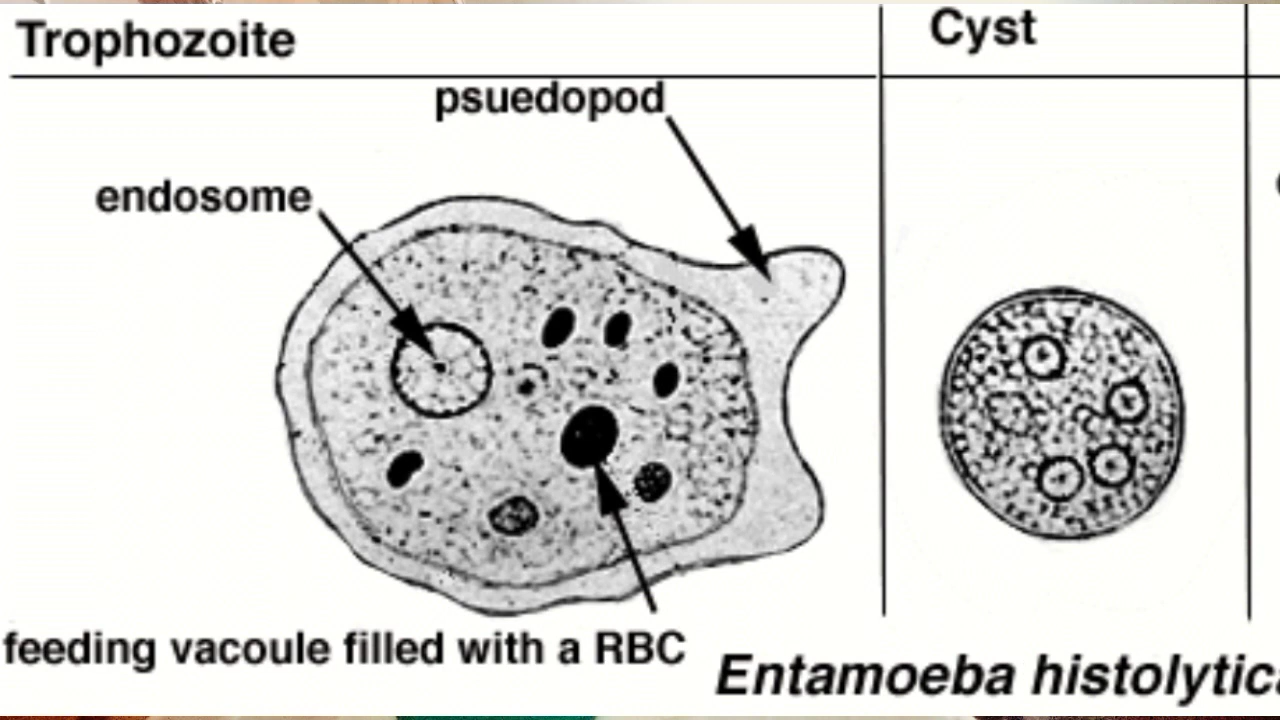 Trophozoite
Cyst
psuedopod
endosome
feeding vacoule filled with a RBC
Entamoeba histolytica